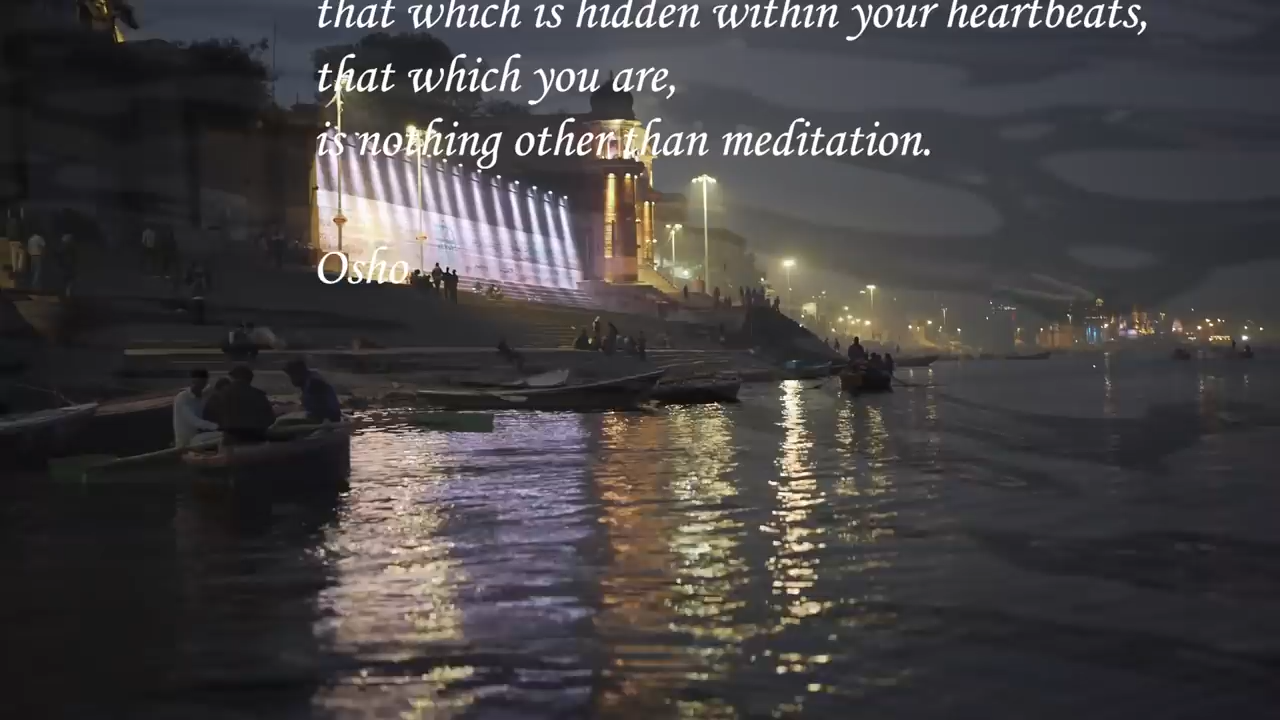 that which is hidden within your heartbeats,
that which you are,
is nothing other than meditation.
Osho